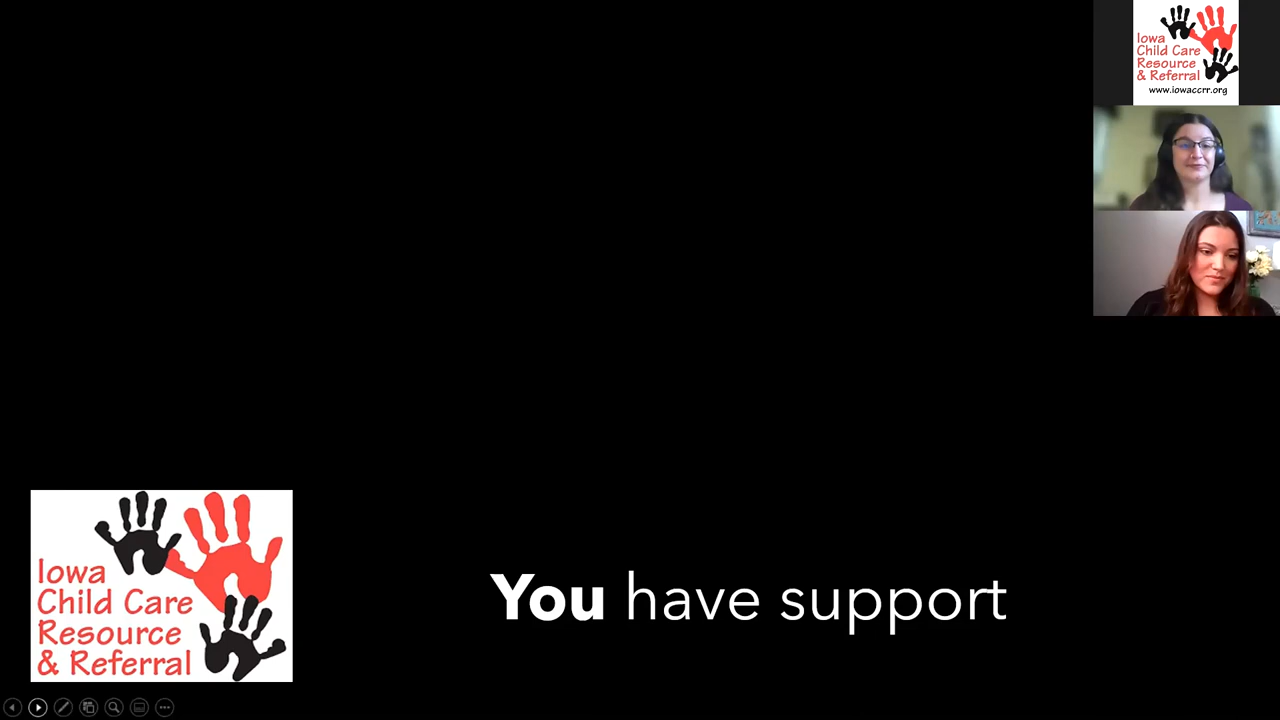 Iowa
Child Care
Resource
& Referral
www.iowaccrr.org
Iowa
Child Care
Resource
& Referral
You have support